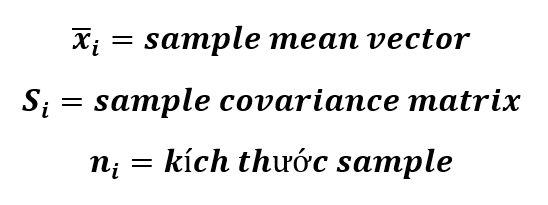 x̅ᵢ = sample mean vector
Sᵢ = sample covariance matrix
nᵢ = kích thước sample